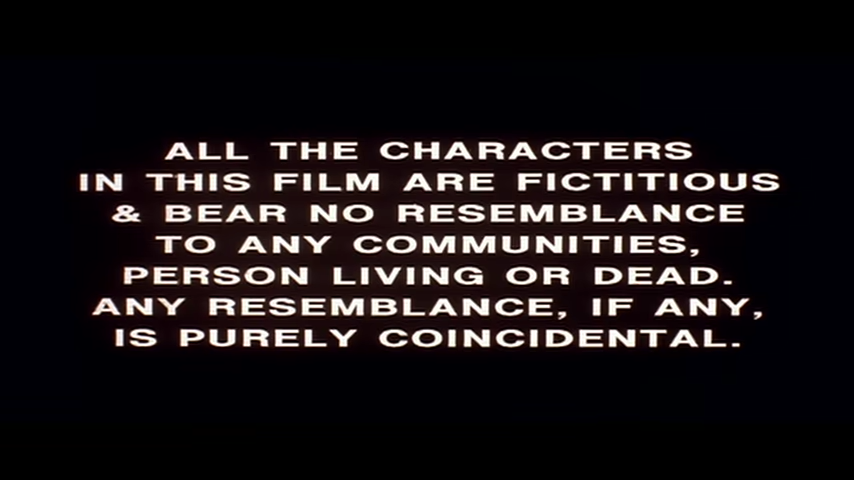 ALL THE CHARACTERS
IN THIS FILM ARE FICTITIOUS
& BEAR NO RESEMBLANCE
TO ANY COMMUNITIES,
PERSON LIVING OR DEAD.
ANY RESEMBLANCE, IF ANY,
IS PURELY COINCIDENTAL.